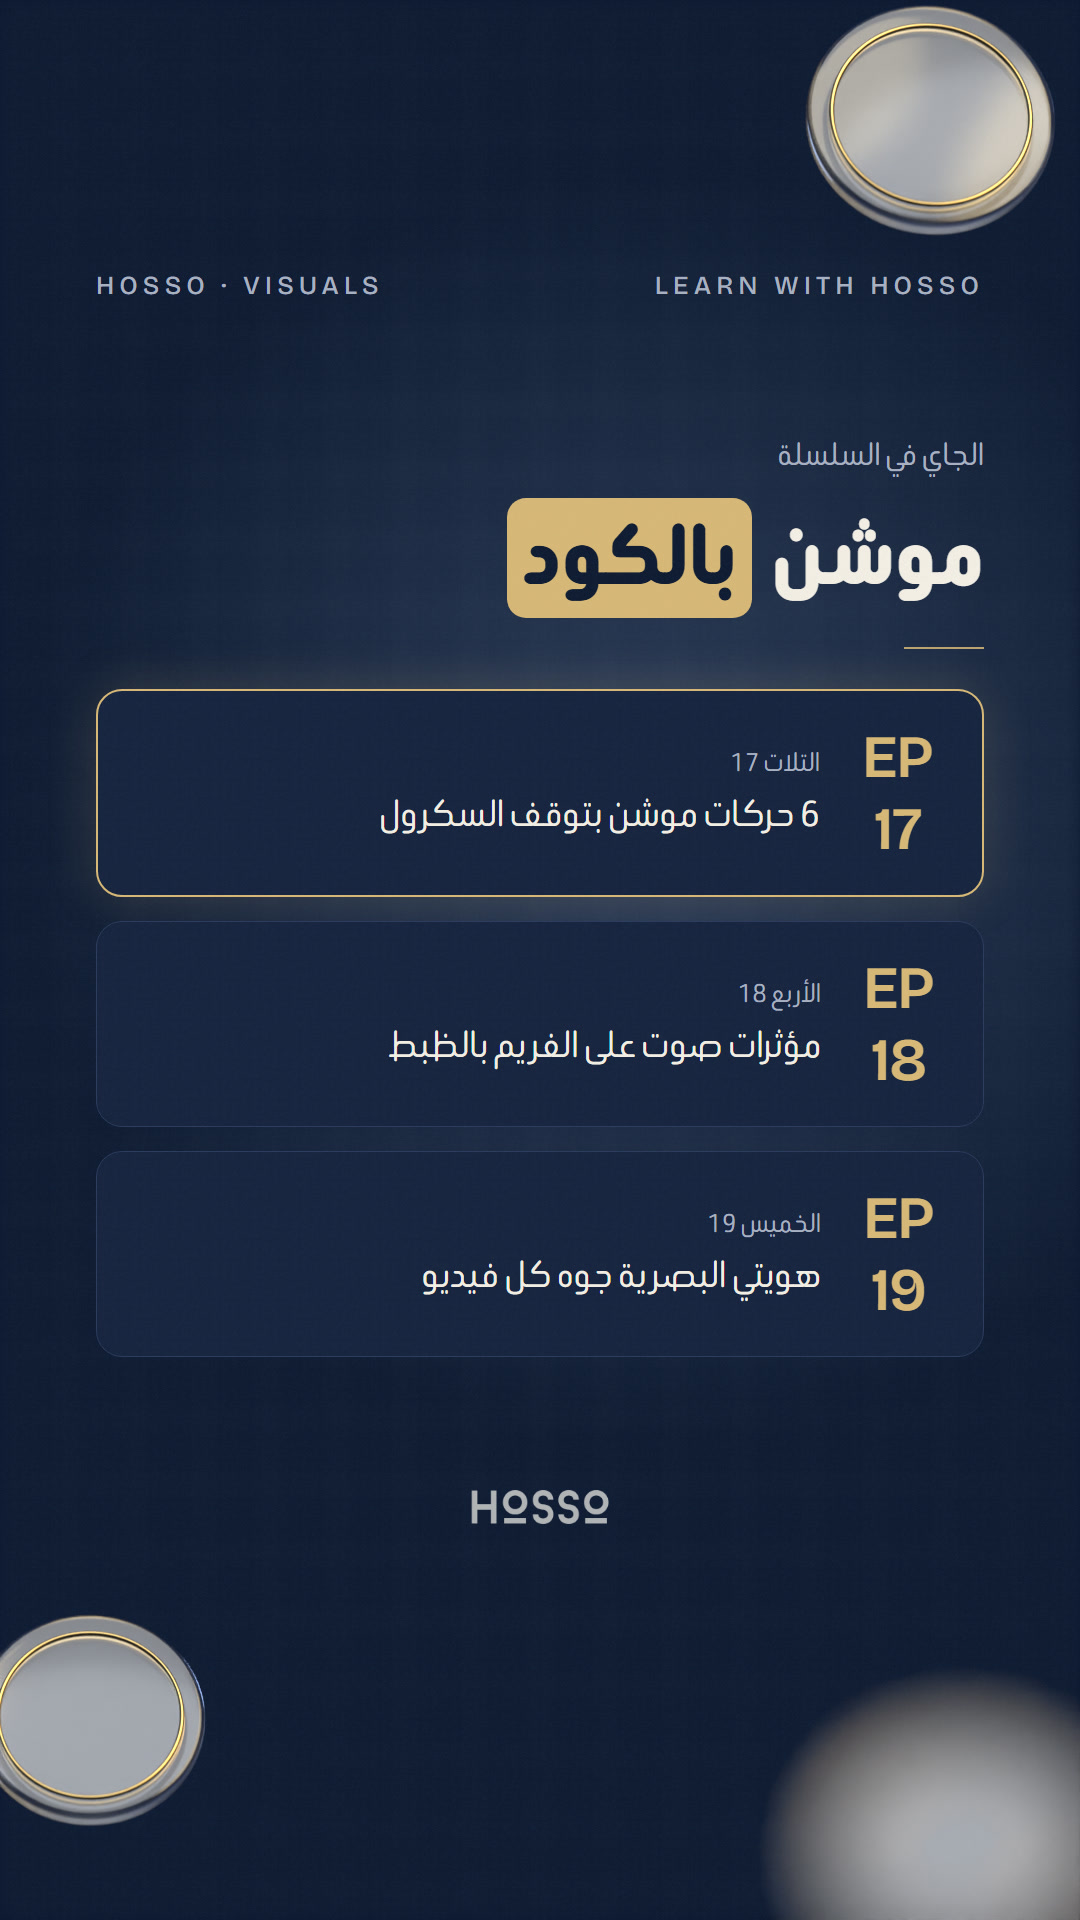 HOSSO · VISUALS
LEARN WITH HOSSO
الجاي في السلسلة
موشن بالكود
EP
17
التلات 17
6 حركات موشن بتوقف السكرول
EP
18
الأربع 18
مؤثرات صوت على الفريم بالظبط
EP
19
الخميس 19
هويتي البصرية جوه كل فيديو
HOSSO